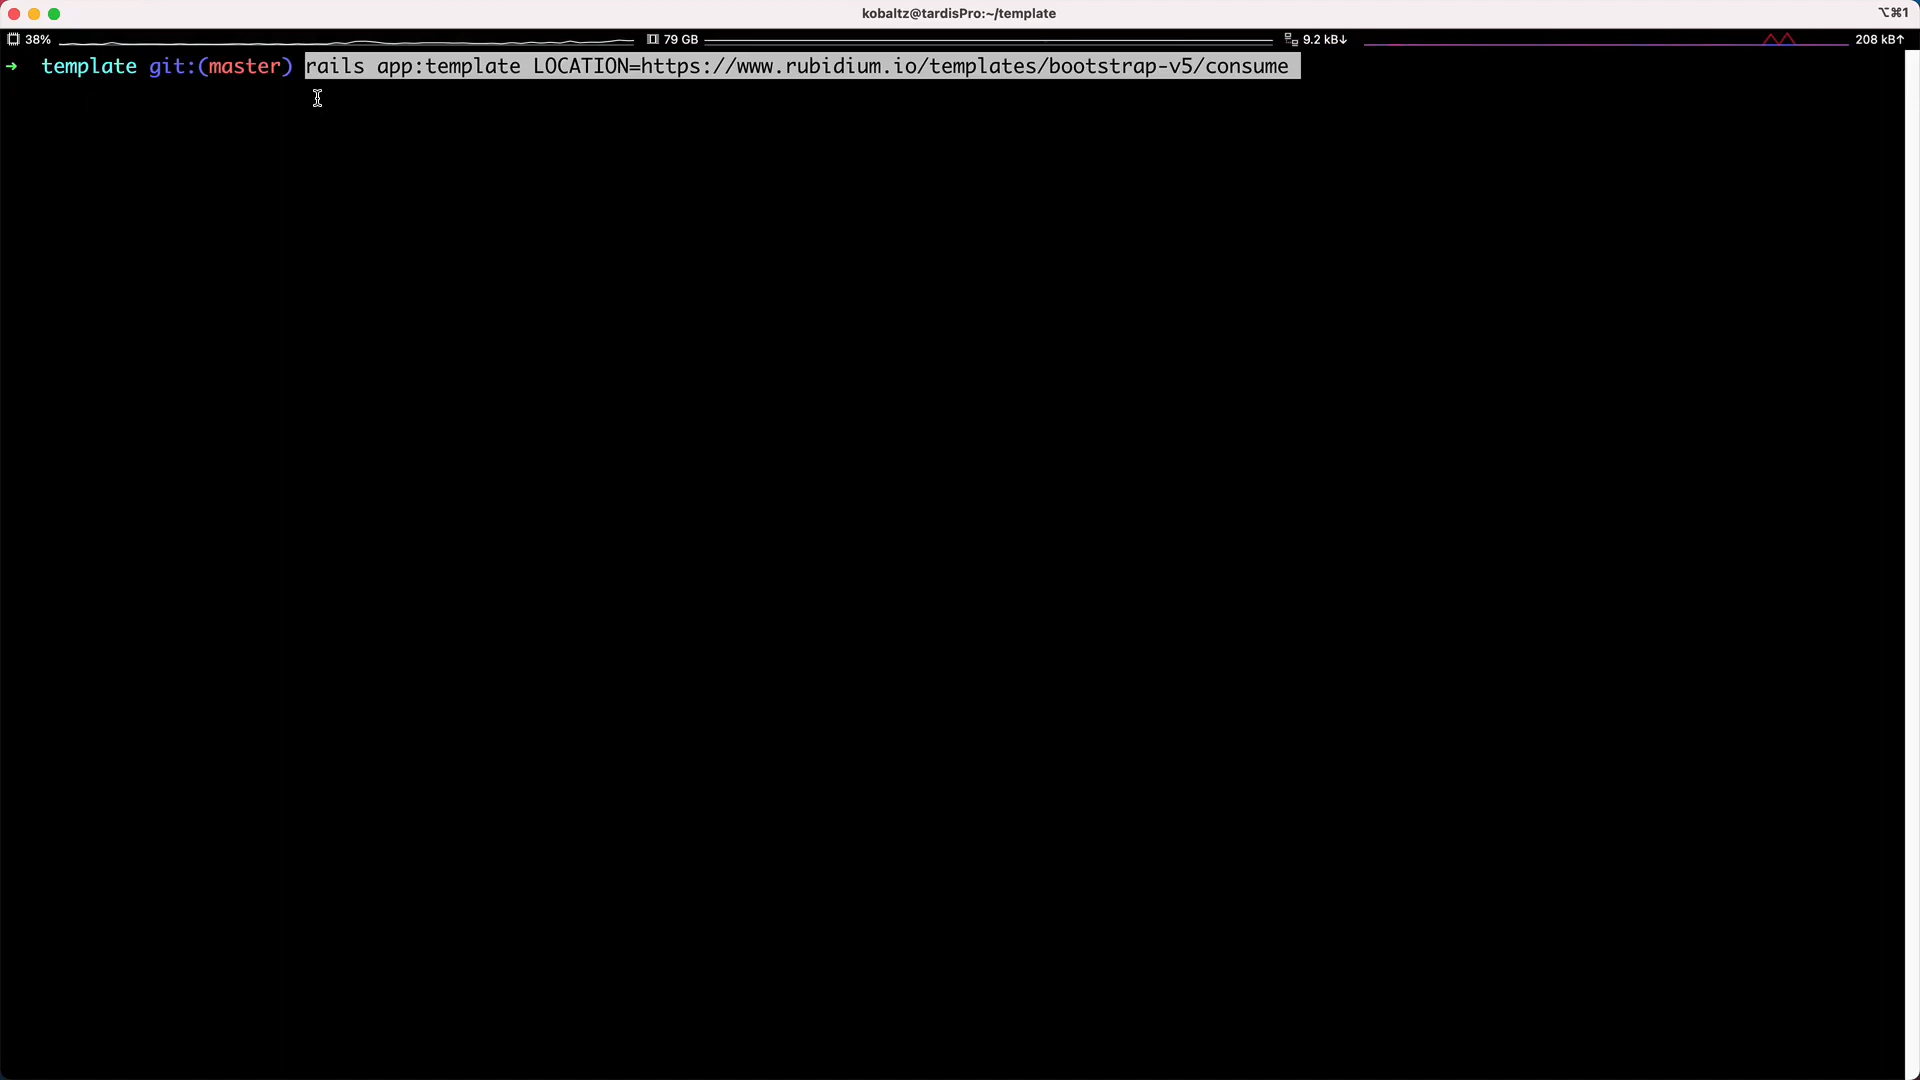 kobaltz@tardisPro:~/template
⌥⌘1
38%
79 GB
9.2 kB↓
208 kB↑
➜ template git:(master) rails app:template LOCATION=https://www.rubidium.io/templates/bootstrap-v5/consume